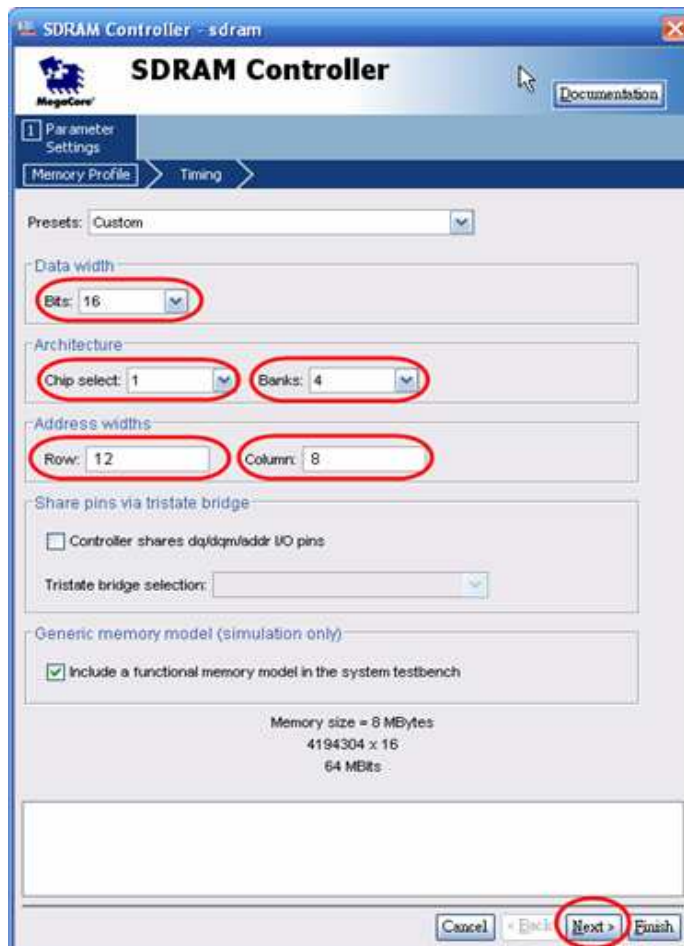 SDRAM Controller - sdram
SDRAM Controller
MegaCore'
Documentation
1 Parameter Settings
Memory Profile Timing
Presets: Custom
Data width
Bits: 16
Architecture
Chip select: 1 Banks: 4
Address widths
Row: 12 Column: 8
Share pins via tristate bridge
Controller shares dq/dqm/addr I/O pins
Tristate bridge selection:
Generic memory model (simulation only)
Include a functional memory model in the system testbench
Memory size = 8 MBytes
4194304 x 16
64 MBits
Cancel < Back Next > Finish